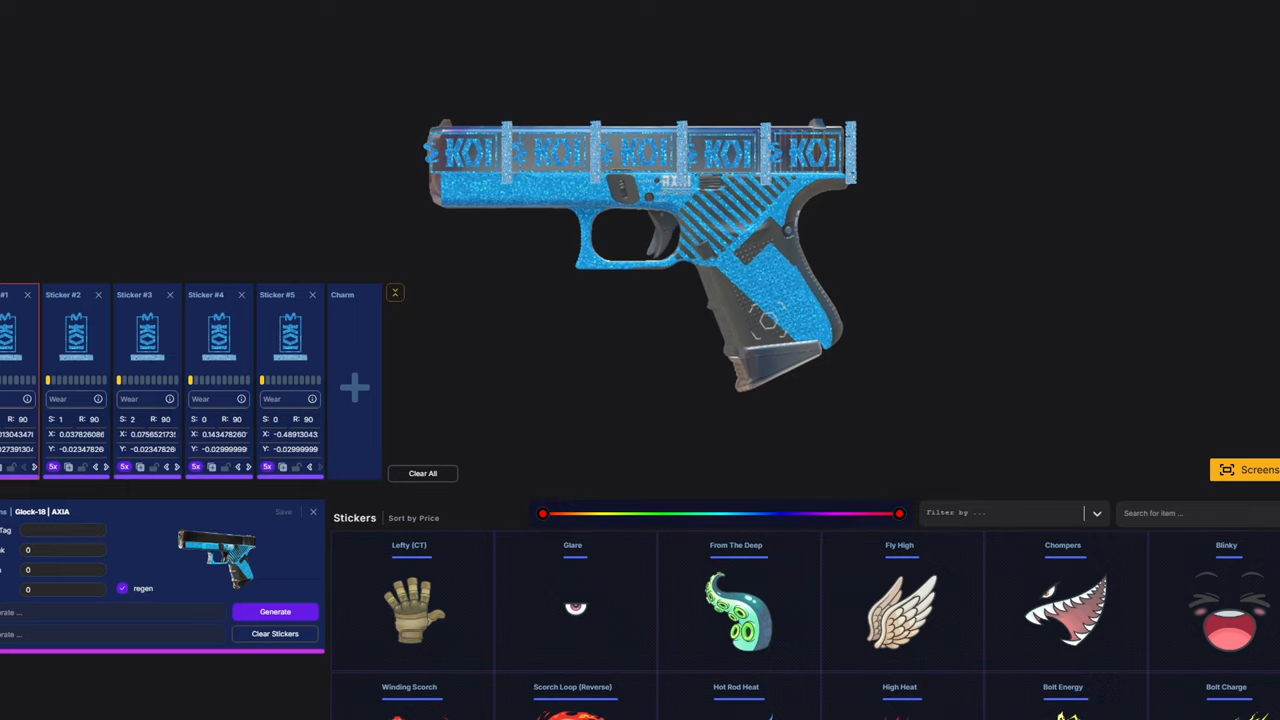 KOI KOI KOI KOI KOI
AXIA
#1
Sticker #2
Sticker #3
Sticker #4
Sticker #5
Charm
Wear
Wear
Wear
Wear
R: 90
S: 1 R: 90
S: 2 R: 90
S: 0 R: 90
S: 0 R: 90
X: 0.037826086
X: 0.075652173
X: 0.143478260
X: -0.48913043
Y: -0.02347826
Y: -0.02347826
Y: -0.02999999
Y: -0.02999999
5x
5x
5x
5x
Clear All
Screens
Glock-18 | AXIA
Save
Tag
0
0
0
regen
Generate
Clear Stickers
Stickers
Sort by Price
Filter by ...
Search for item ...
Lefty (CT)
Glare
From The Deep
Fly High
Chompers
Blinky
Winding Scorch
Scorch Loop (Reverse)
Hot Rod Heat
High Heat
Bolt Energy
Bolt Charge